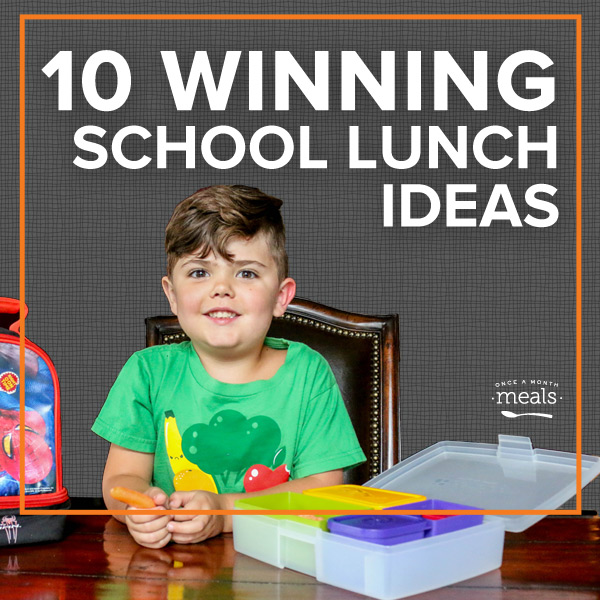 10 WINNING
SCHOOL LUNCH
IDEAS
ONCE A MONTH
·meals·